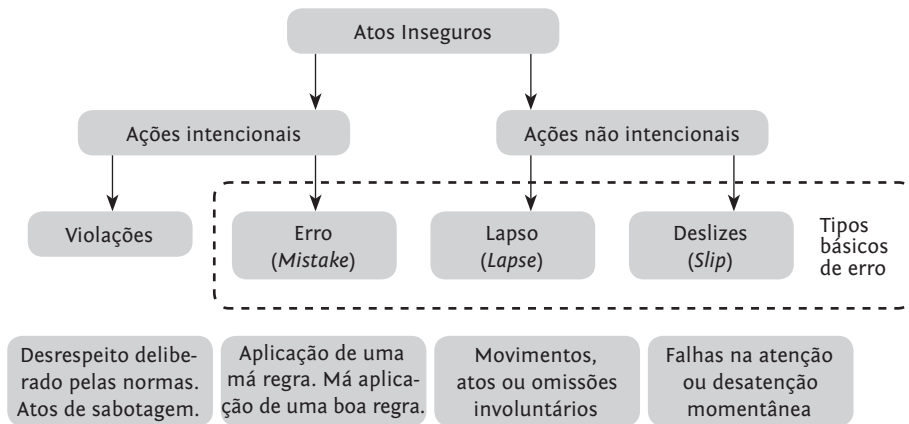 Atos Inseguros
Ações intencionais
Ações não intencionais
Violações
Erro
(Mistake)
Lapso
(Lapse)
Deslizes
(Slip)
Tipos
básicos
de erro
Desrespeito delibe-
rado pelas normas.
Atos de sabotagem.
Aplicação de uma
má regra. Má aplica-
ção de uma boa regra.
Movimentos,
atos ou omissões
involuntários
Falhas na atenção
ou desatenção
momentânea